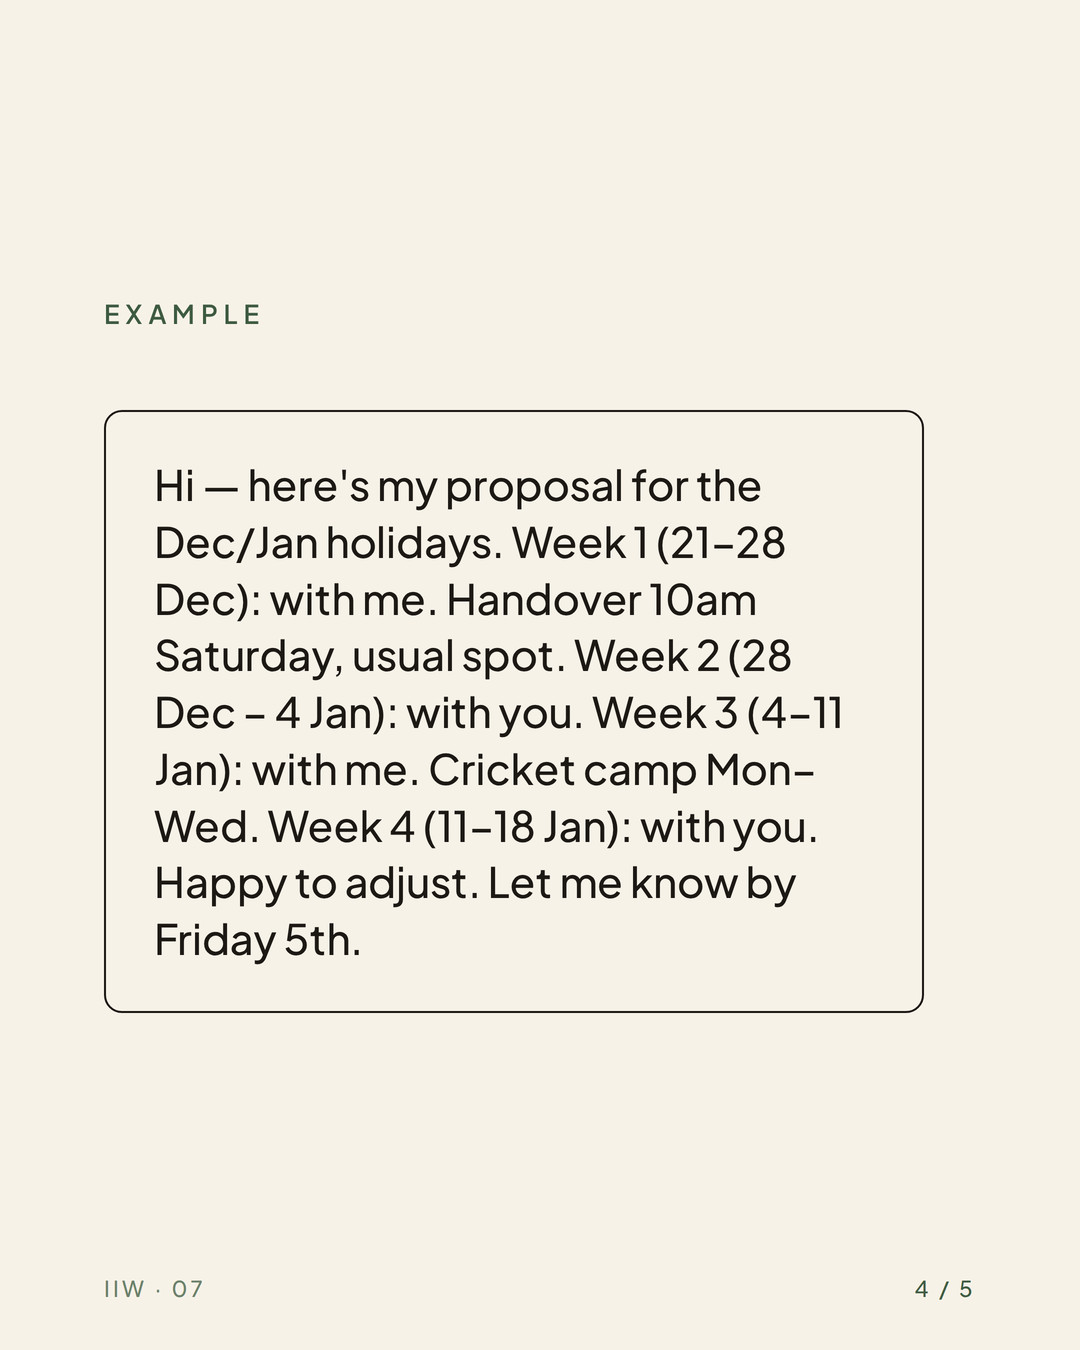 EXAMPLE
Hi — here's my proposal for the
Dec/Jan holidays. Week 1 (21–28
Dec): with me. Handover 10am
Saturday, usual spot. Week 2 (28
Dec – 4 Jan): with you. Week 3 (4–11
Jan): with me. Cricket camp Mon–
Wed. Week 4 (11–18 Jan): with you.
Happy to adjust. Let me know by
Friday 5th.
IIW · 07
4 / 5